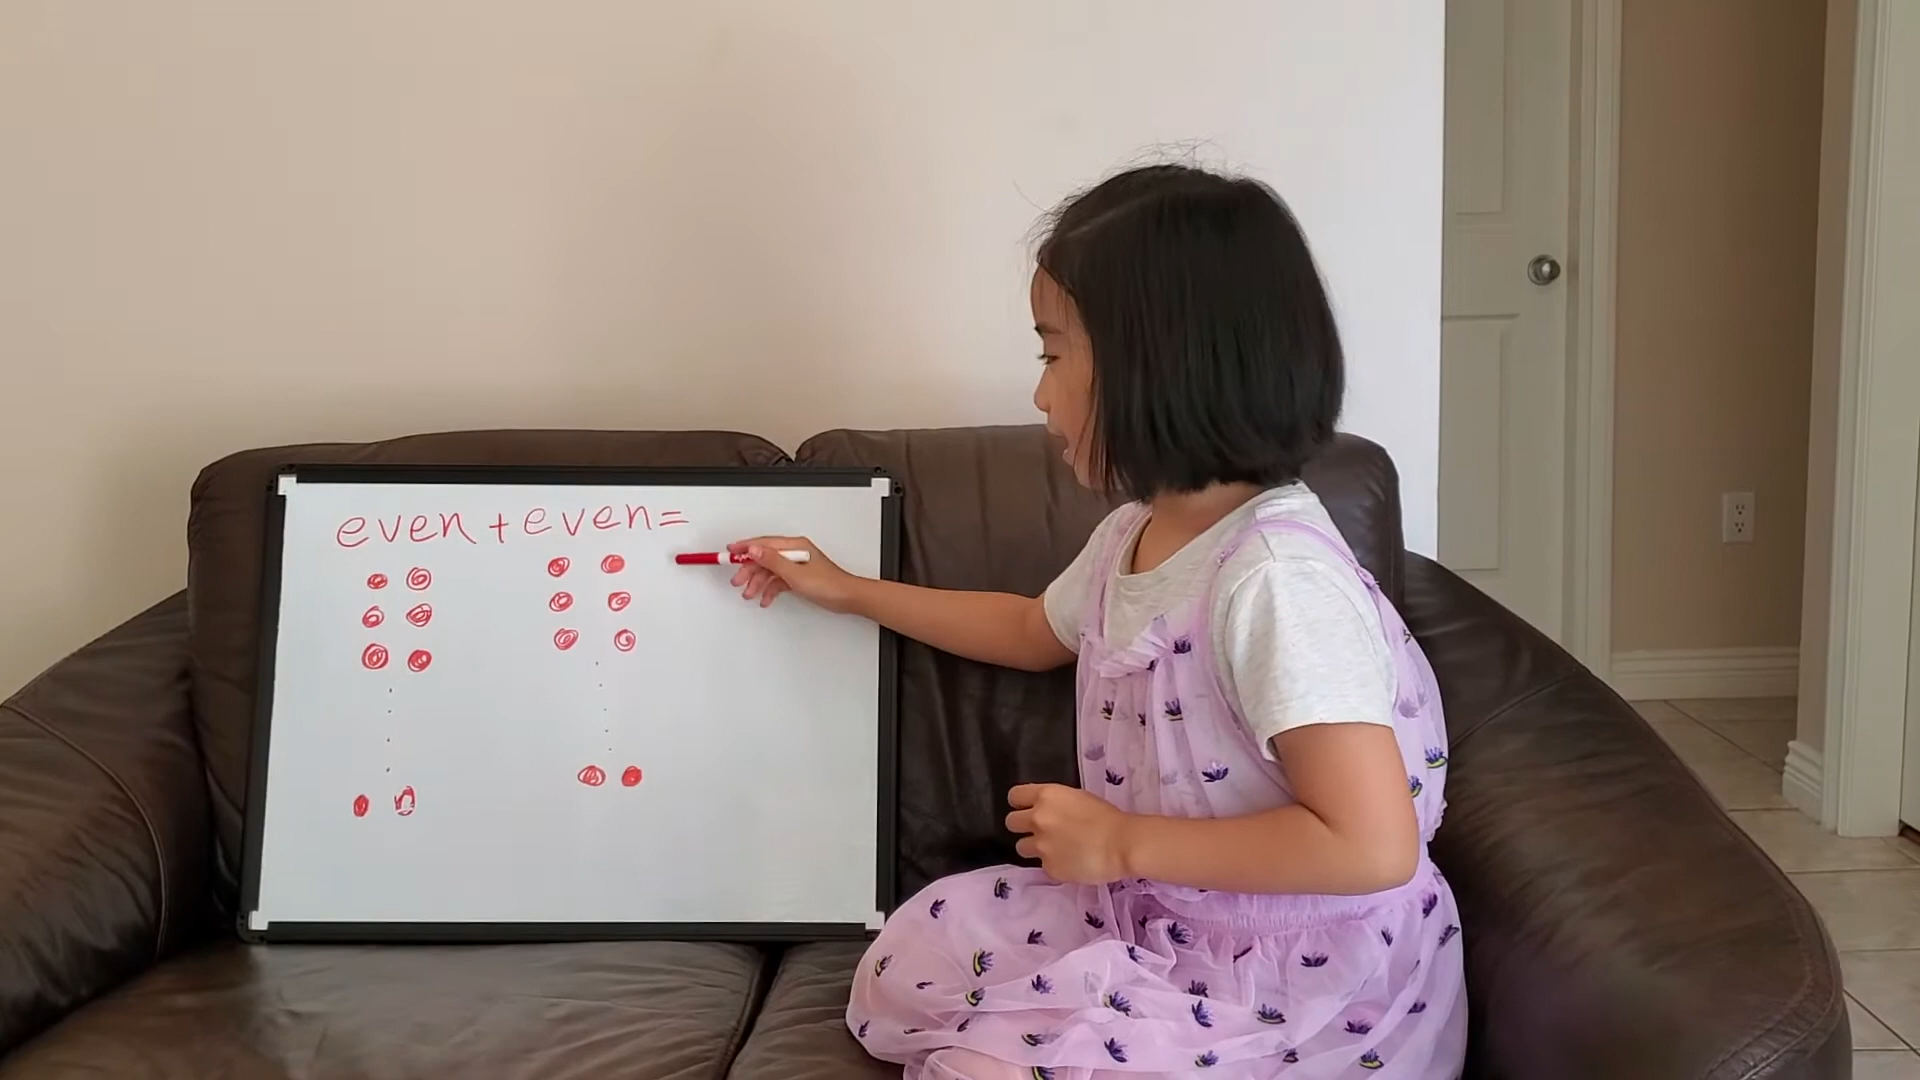 even + even =